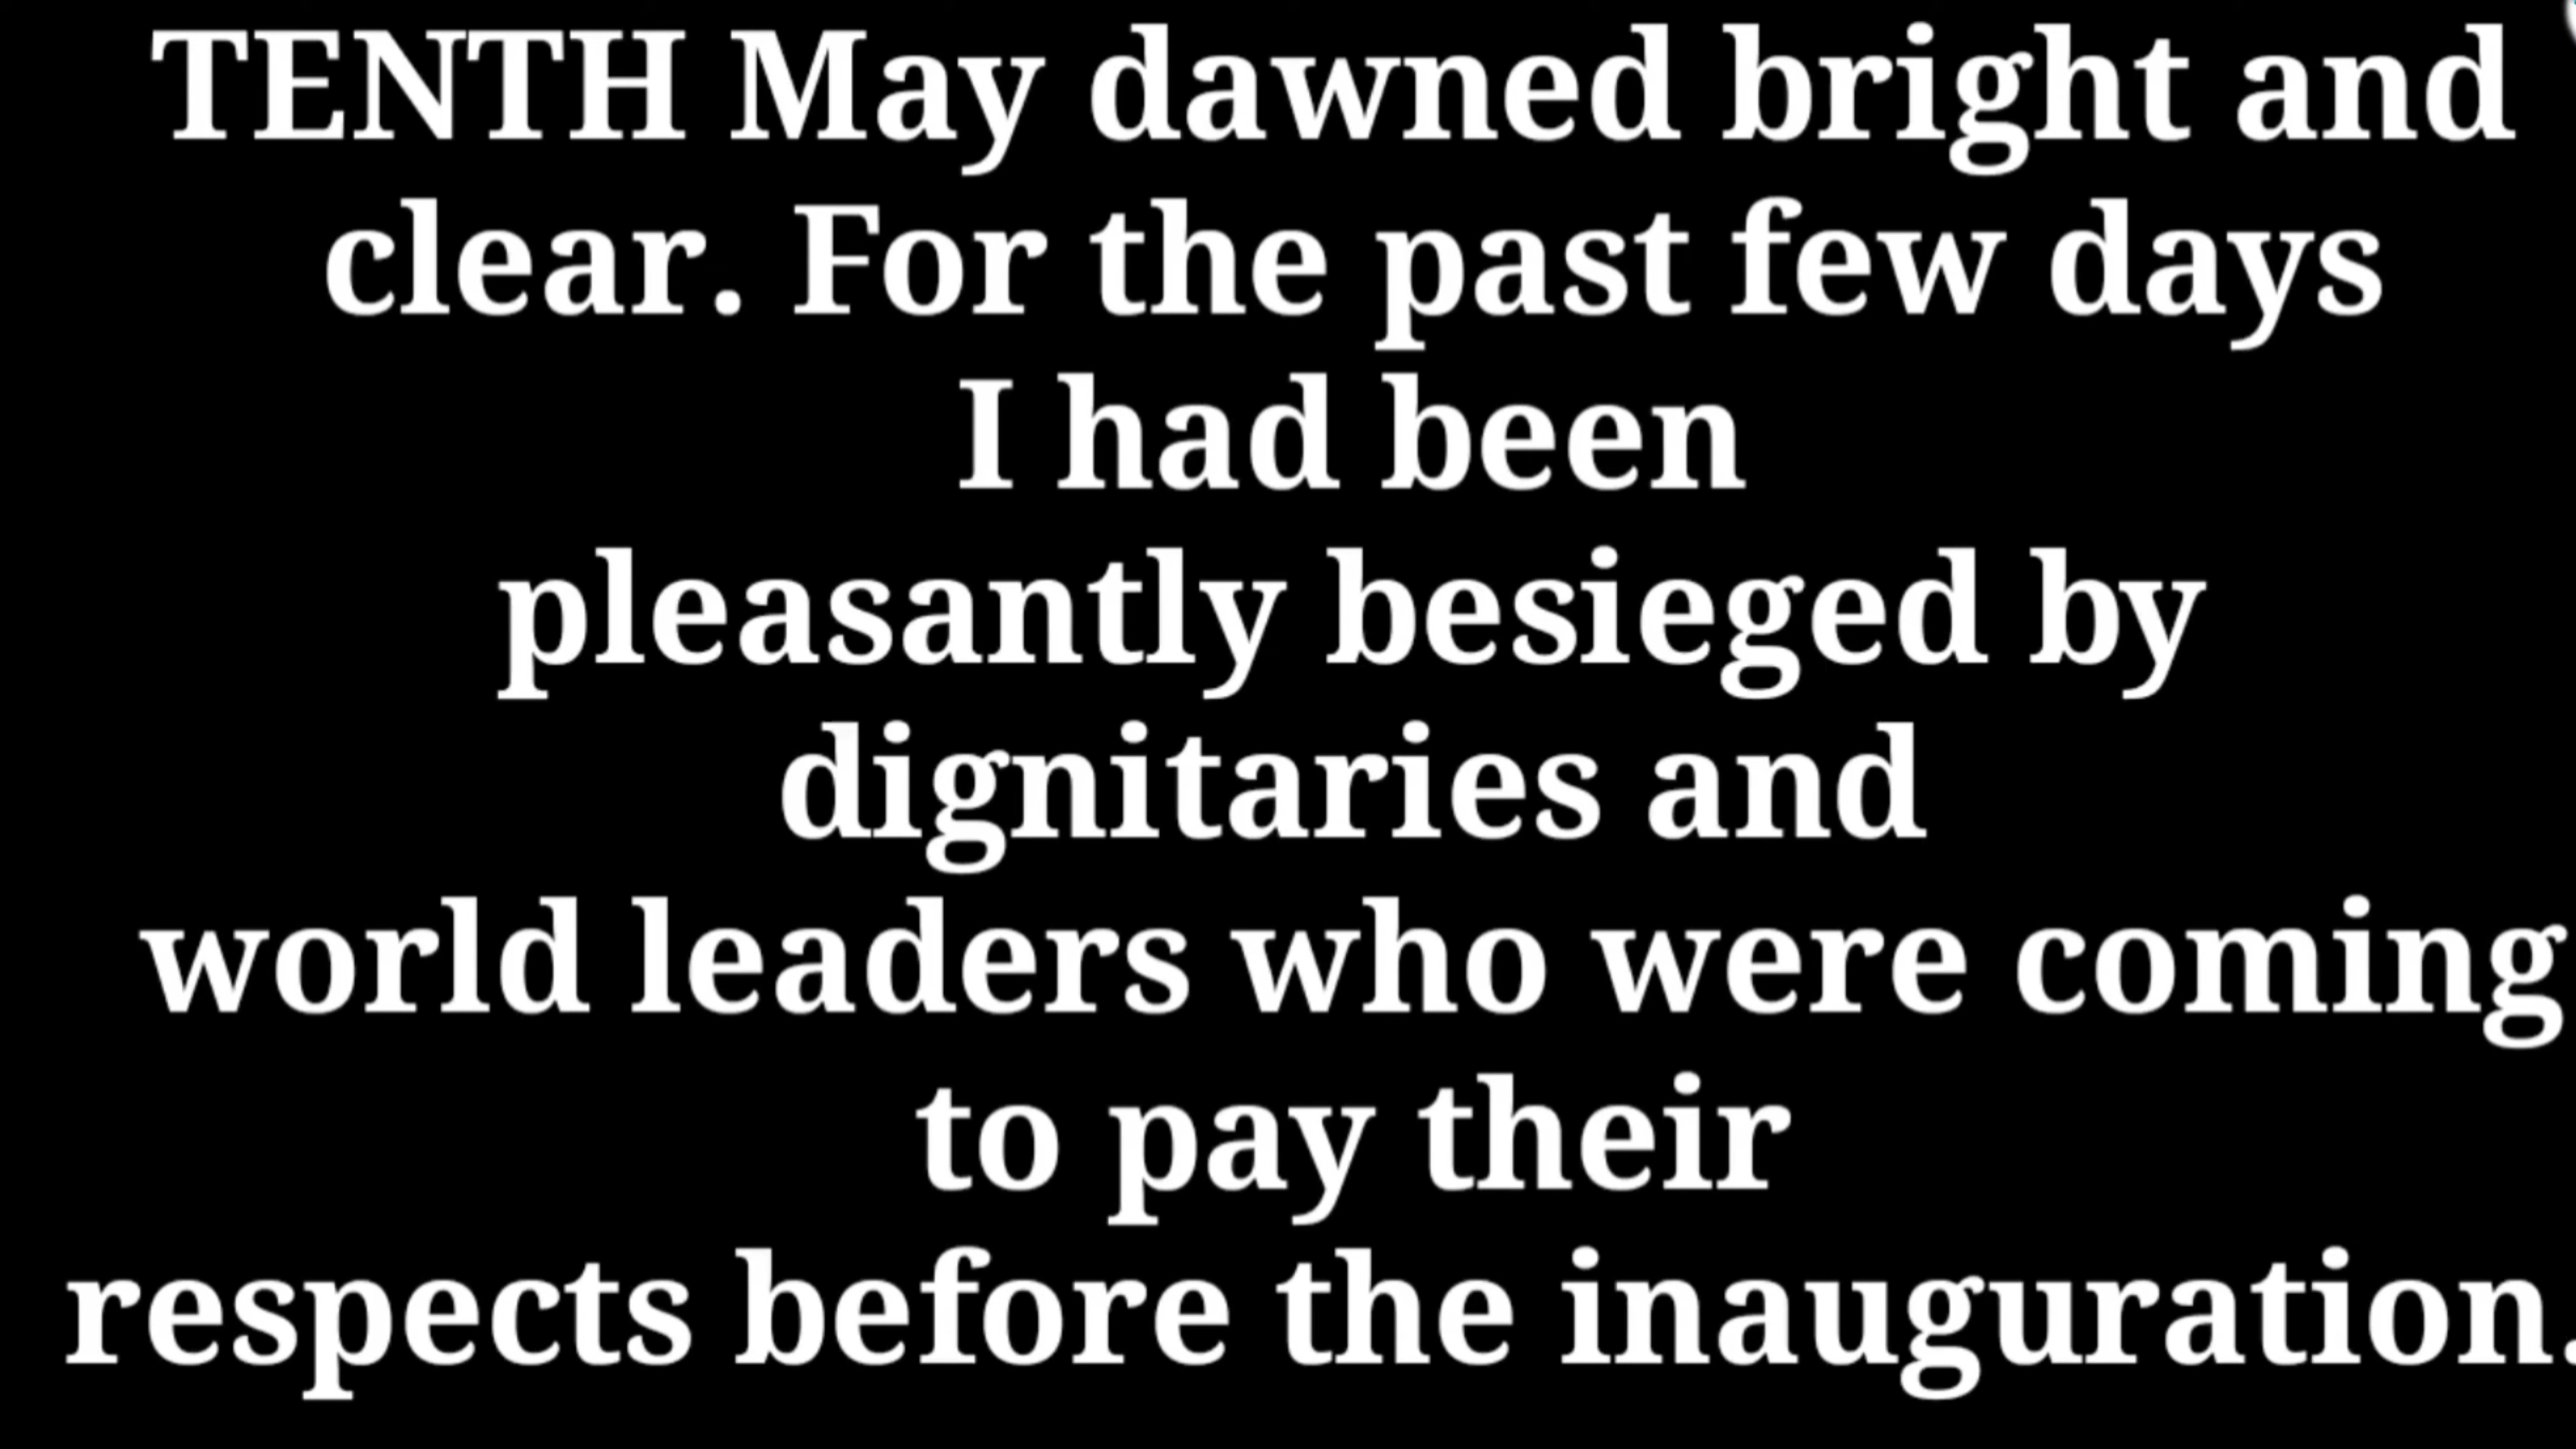 TENTH May dawned bright and
clear. For the past few days
I had been
pleasantly besieged by
dignitaries and
world leaders who were coming
to pay their
respects before the inauguration.